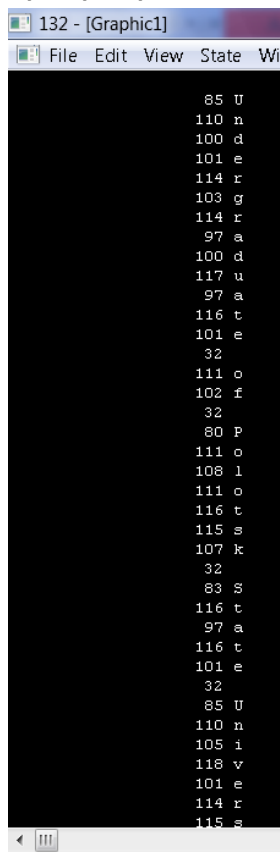 132 - [Graphic1]
File Edit View State Wi
85 U
110 n
100 d
101 e
114 r
103 g
114 r
97 a
100 d
117 u
97 a
116 t
101 e
32
111 o
102 f
32
80 P
111 o
108 l
111 o
116 t
115 s
107 k
32
83 S
116 t
97 a
116 t
101 e
32
85 U
110 n
105 i
118 v
101 e
114 r
115 s